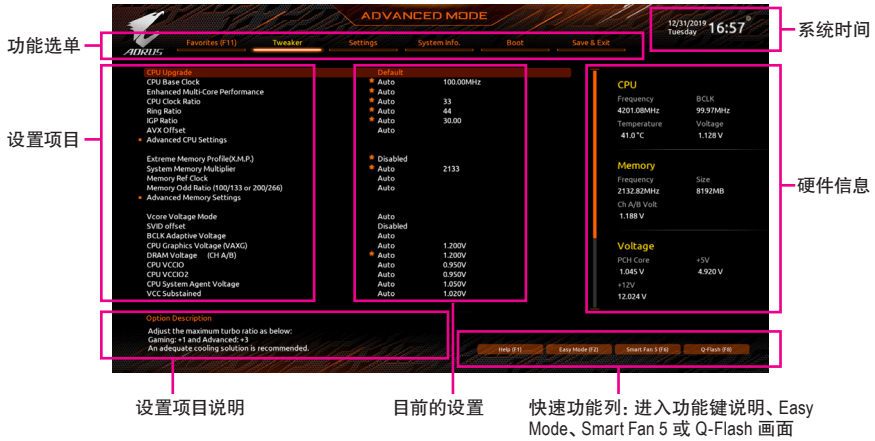 ADVANCED MODE
12/31/2019 Tuesday 16:57
系统时间
AORUS
功能选单
Favorites (F11) Tweaker Settings System Info. Boot Save & Exit
CPU Upgrade Default
CPU Base Clock Auto 100.00MHz
Enhanced Multi-Core Performance Auto
CPU Clock Ratio Auto 33
Ring Ratio Auto 44
IGP Ratio Auto 30.00
AVX Offset Auto
Advanced CPU Settings
设置项目
Extreme Memory Profile(X.M.P.) Disabled
System Memory Multiplier Auto 2133
Memory Ref Clock Auto
Memory Odd Ratio (100/133 or 200/266) Auto
Advanced Memory Settings
Vcore Voltage Mode Auto
SVID offset Disabled
BCLK Adaptive Voltage Auto
CPU Graphics Voltage (VAXG) Auto 1.200V
DRAM Voltage (CH A/B) Auto 1.200V
CPU VCCIO Auto 0.950V
CPU VCCIO2 Auto 0.950V
CPU System Agent Voltage Auto 1.050V
VCC Substained Auto 1.020V
CPU
Frequency BCLK
4201.08MHz 99.97MHz
Temperature Voltage
41.0 °C 1.128 V
Memory
Frequency Size
2132.82MHz 8192MB
Ch A/B Volt
1.188 V
Voltage
PCH Core +5V
1.045 V 4.920 V
+12V
12.024 V
硬件信息
Option Description
Adjust the maximum turbo ratio as below:
Gaming: +1 and Advanced: +3
An adequate cooling solution is recommended.
Help (F1) Easy Mode (F2) Smart Fan 5 (F6) Q-Flash (F8)
设置项目说明
目前的设置
快速功能列: 进入功能键说明、Easy
Mode、Smart Fan 5 或 Q-Flash 画面